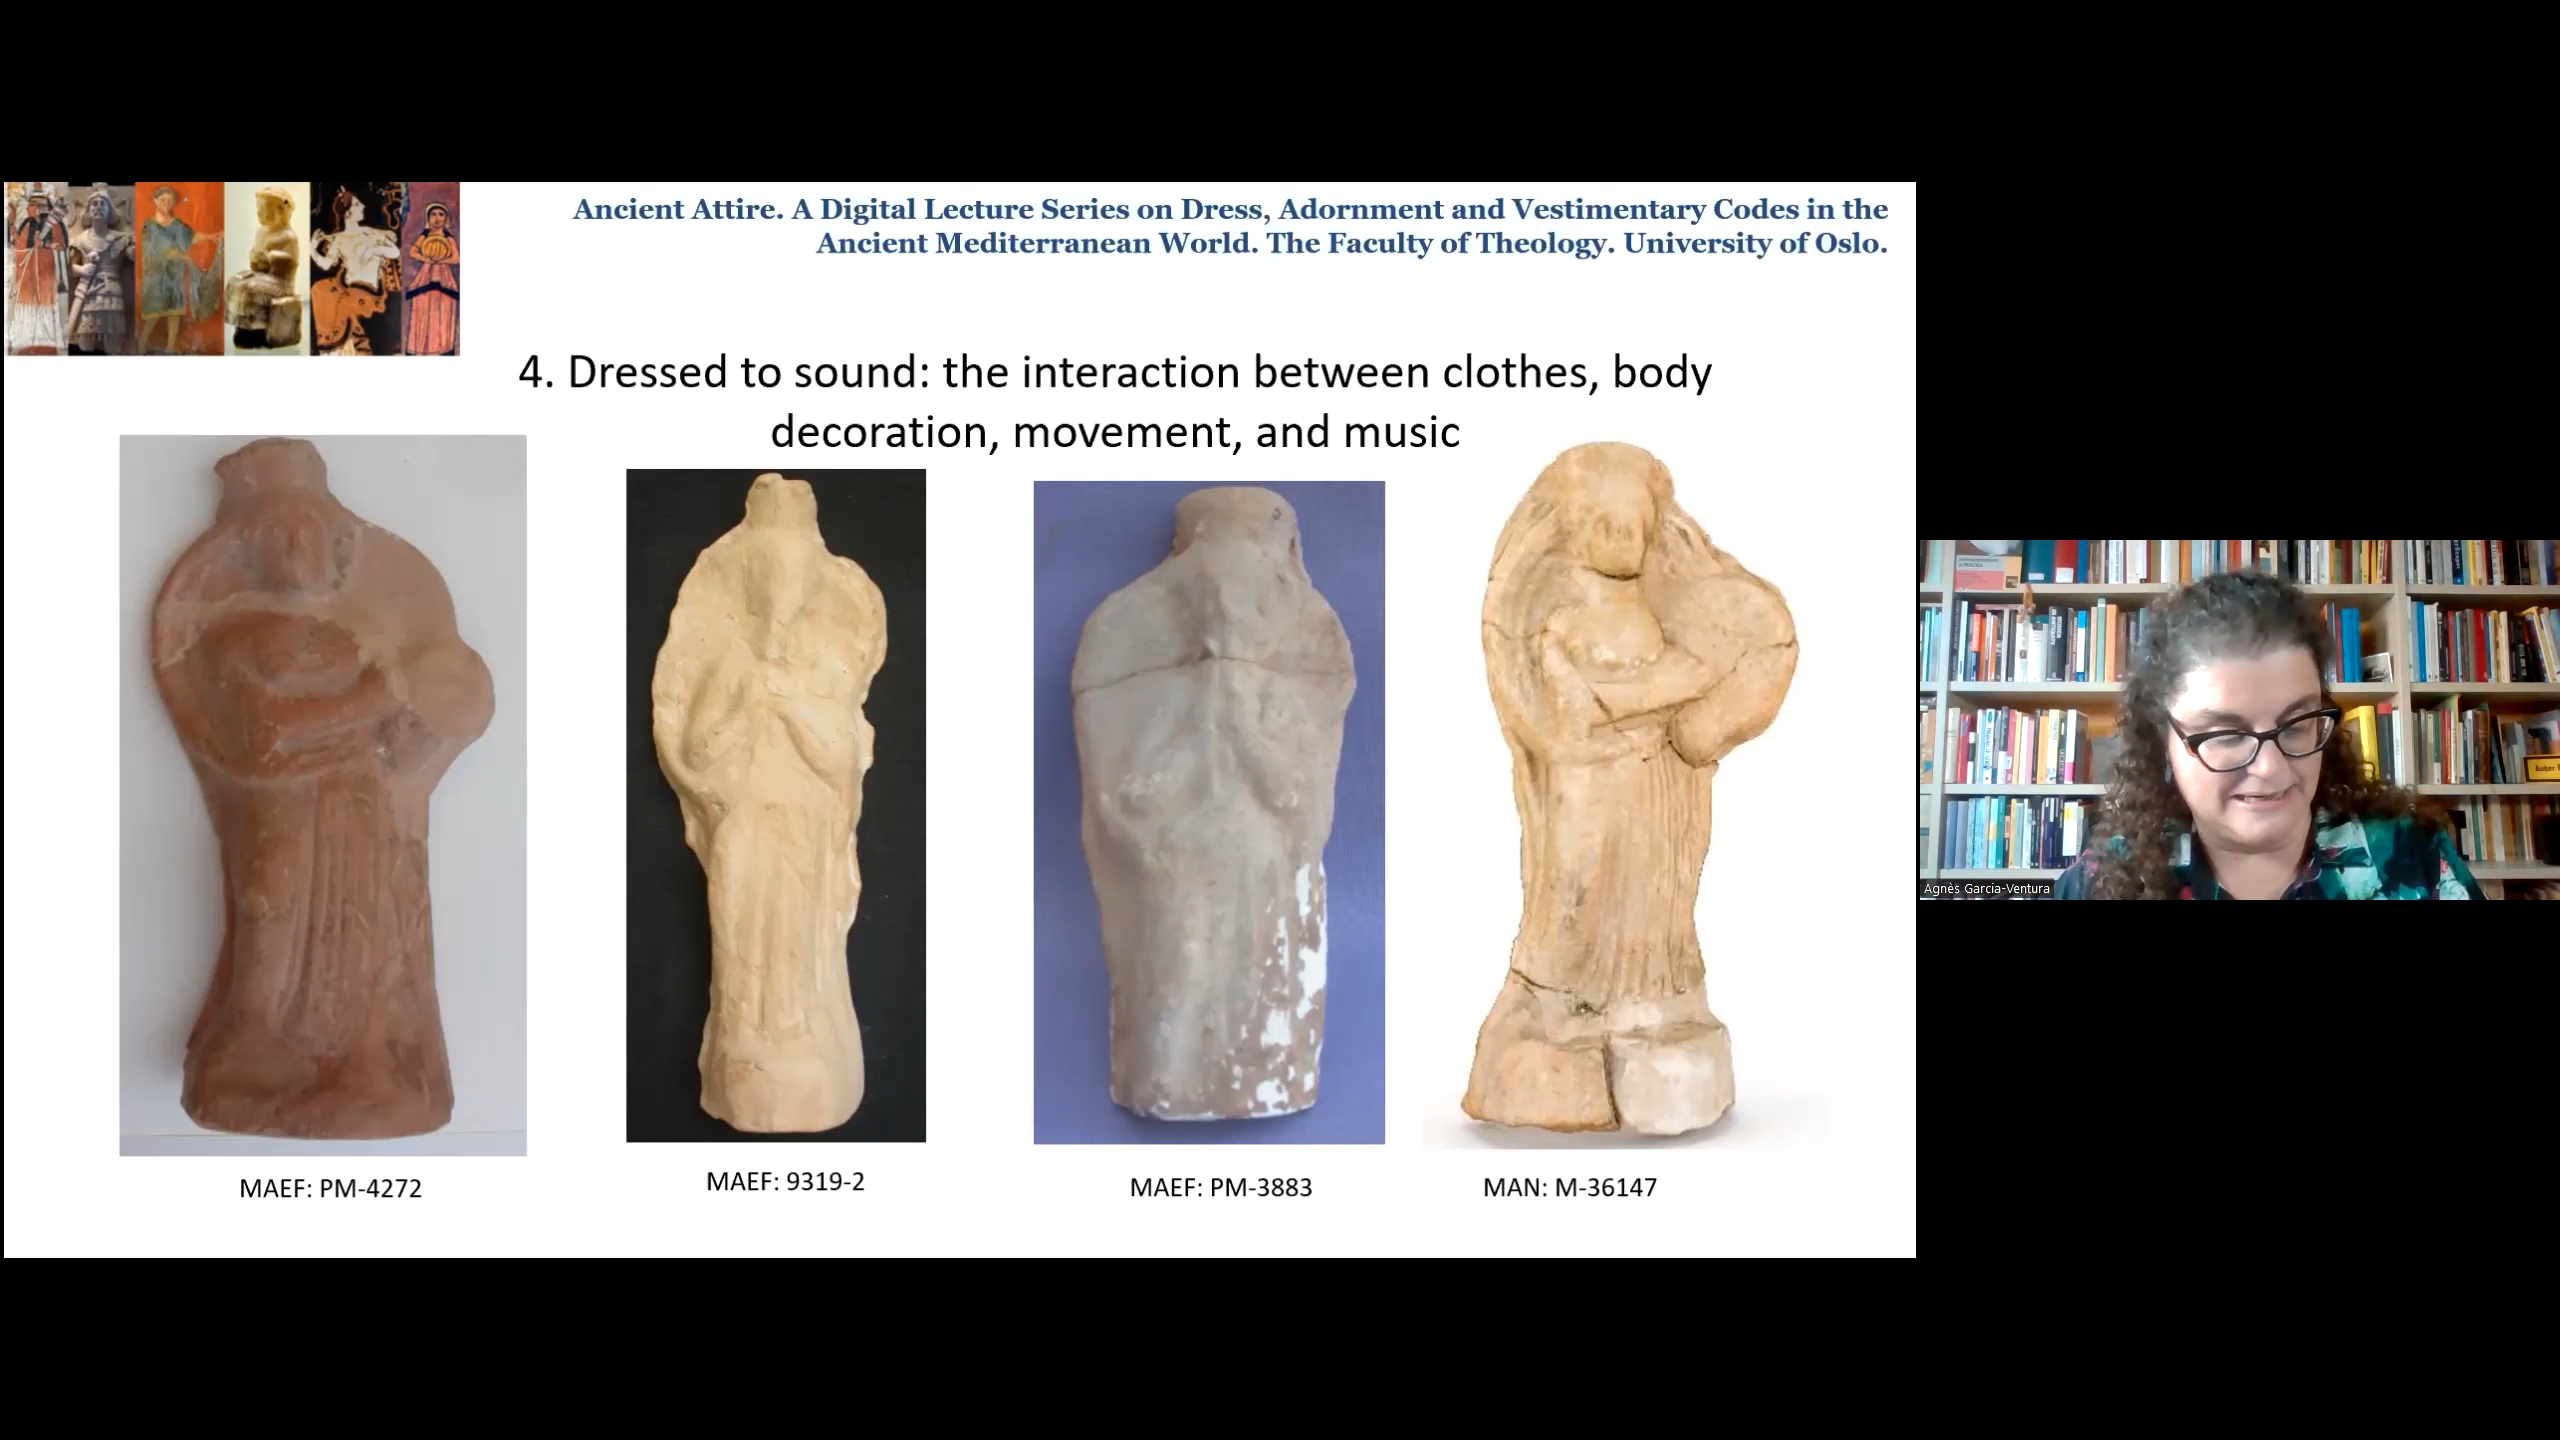 Ancient Attire. A Digital Lecture Series on Dress, Adornment and Vestimentary Codes in the
Ancient Mediterranean World. The Faculty of Theology. University of Oslo.
4. Dressed to sound: the interaction between clothes, body
decoration, movement, and music
MAEF: PM-4272
MAEF: 9319-2
MAEF: PM-3883
MAN: M-36147
Agnès Garcia-Ventura